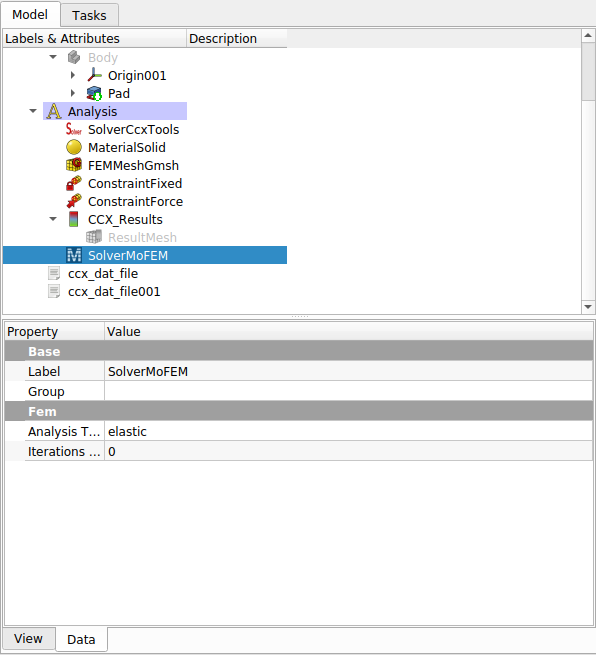 Model Tasks
Labels & Attributes Description
Body
Origin001
Pad
Analysis
SolverCcxTools
MaterialSolid
FEMMeshGmsh
ConstraintFixed
ConstraintForce
CCX_Results
ResultMesh
SolverMoFEM
ccx_dat_file
ccx_dat_file001
Property Value
Base
Label SolverMoFEM
Group
Fem
Analysis T... elastic
Iterations ... 0
View Data